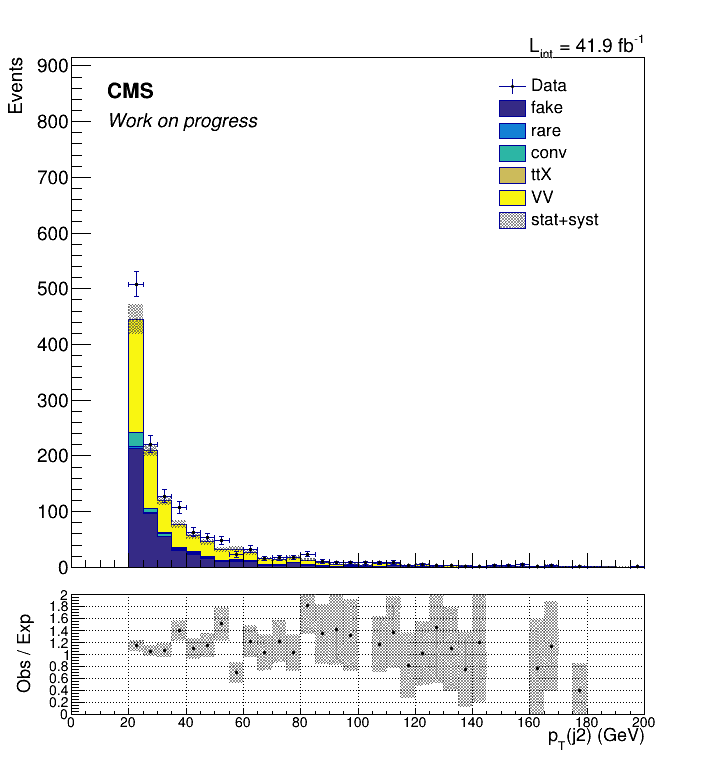 L_int = 41.9 fb^-1
Events
900
800
700
600
500
400
300
200
100
0
CMS
Work on progress
Data
fake
rare
conv
ttX
VV
stat+syst
Obs / Exp
2
1.8
1.6
1.4
1.2
1
0.8
0.6
0.4
0.2
0
0 20 40 60 80 100 120 140 160 180 200
p_T(j2) (GeV)